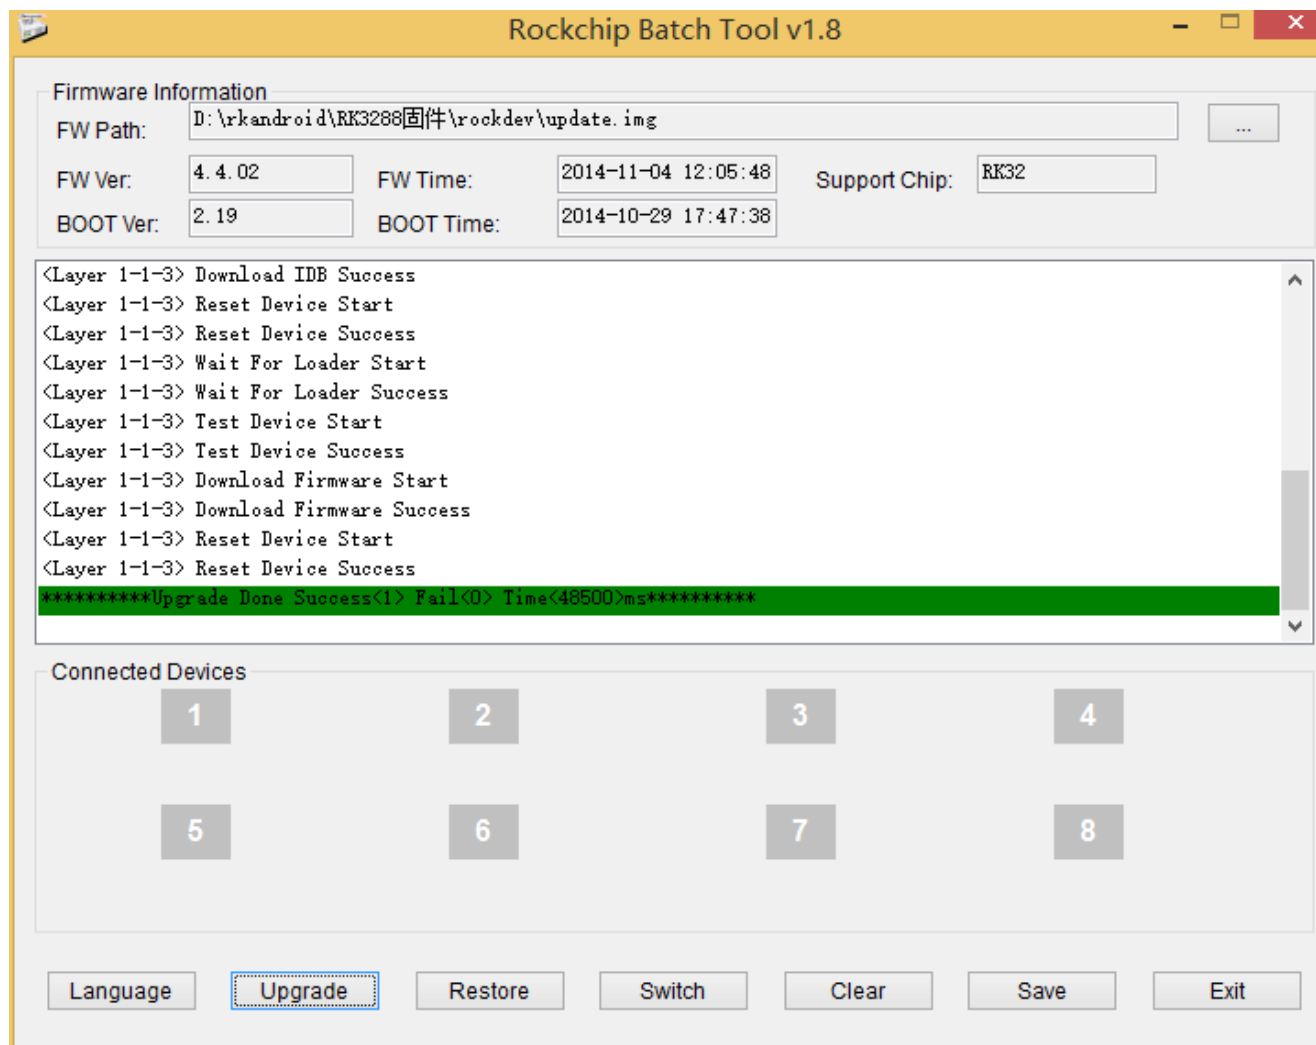 Rockchip Batch Tool v1.8
Firmware Information
FW Path: D:\rkandroid\RK3288固件\rockdev\update.img ...
FW Ver: 4.4.02 FW Time: 2014-11-04 12:05:48 Support Chip: RK32
BOOT Ver: 2.19 BOOT Time: 2014-10-29 17:47:38
<Layer 1-1-3> Download IDB Success
<Layer 1-1-3> Reset Device Start
<Layer 1-1-3> Reset Device Success
<Layer 1-1-3> Wait For Loader Start
<Layer 1-1-3> Wait For Loader Success
<Layer 1-1-3> Test Device Start
<Layer 1-1-3> Test Device Success
<Layer 1-1-3> Download Firmware Start
<Layer 1-1-3> Download Firmware Success
<Layer 1-1-3> Reset Device Start
<Layer 1-1-3> Reset Device Success
**********Upgrade Done Success<1> Fail<0> Time<48500>ms**********
Connected Devices
1 2 3 4
5 6 7 8
Language Upgrade Restore Switch Clear Save Exit